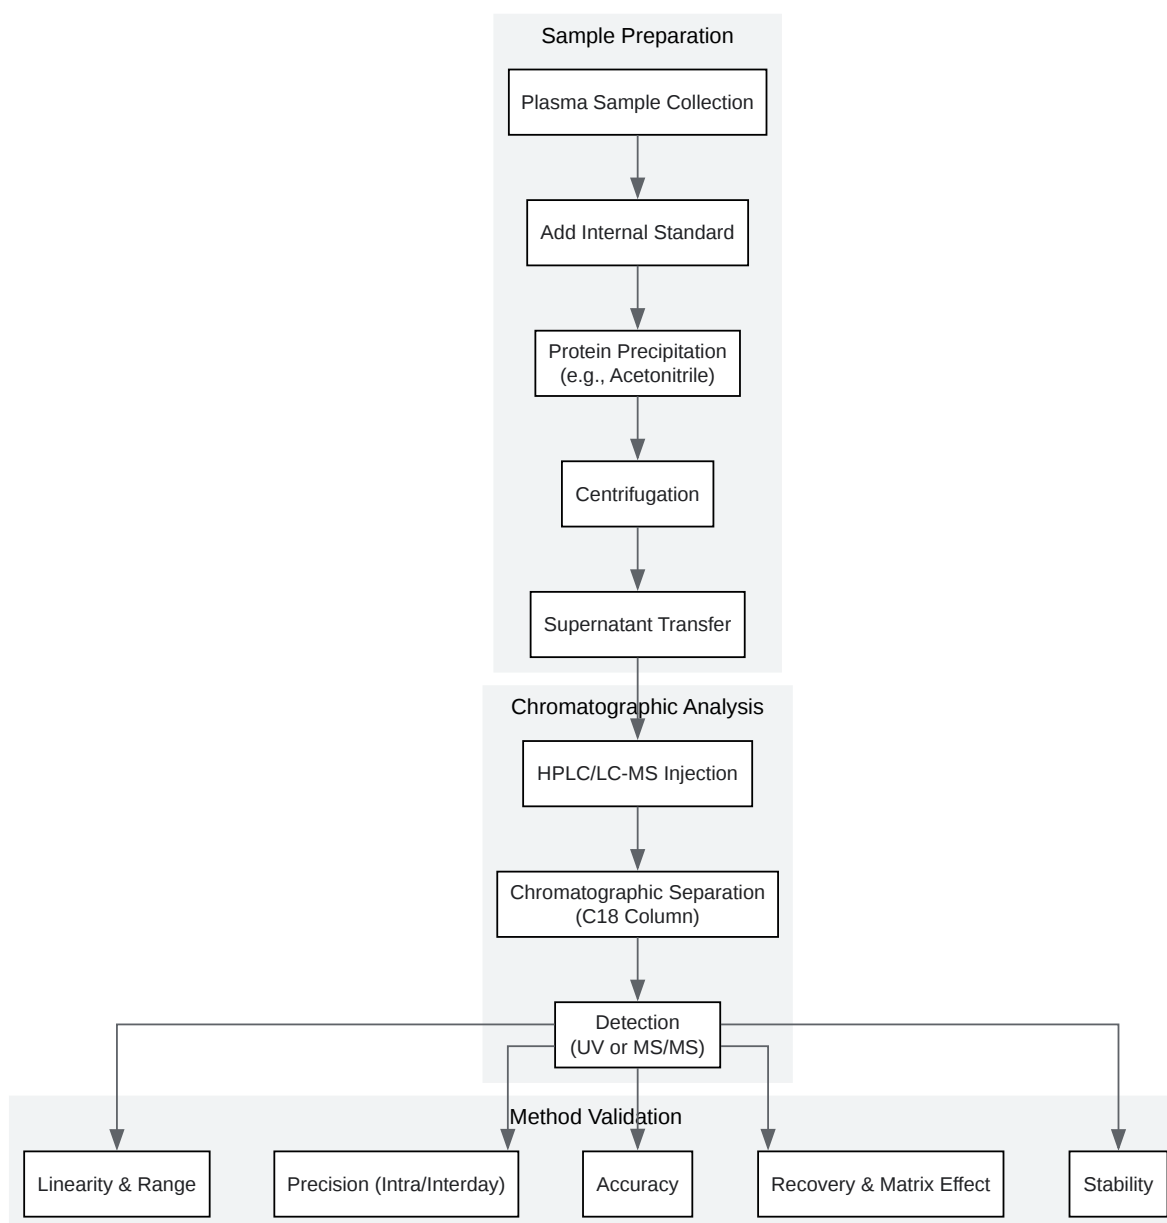 Sample Preparation
Plasma Sample Collection
Add Internal Standard
Protein Precipitation
(e.g., Acetonitrile)
Centrifugation
Supernatant Transfer
Chromatographic Analysis
HPLC/LC-MS Injection
Chromatographic Separation
(C18 Column)
Detection
(UV or MS/MS)
Method Validation
Linearity & Range
Precision (Intra/Interday)
Accuracy
Recovery & Matrix Effect
Stability